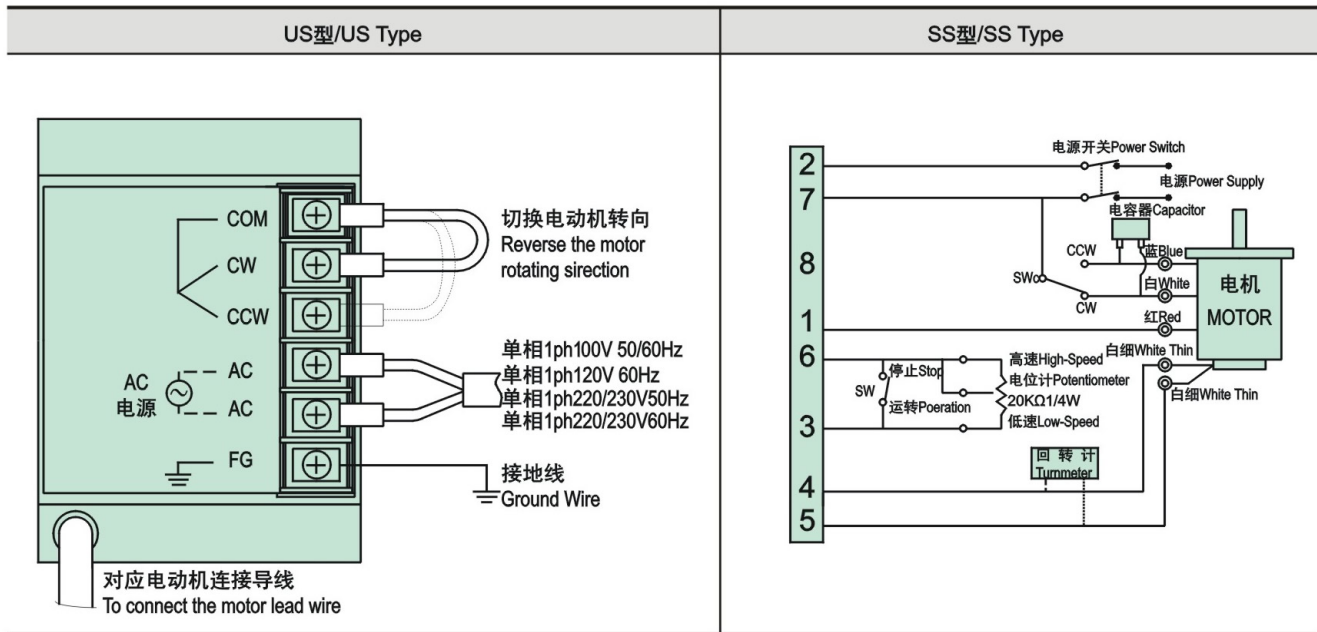 US型/US Type
SS型/SS Type
COM
CW
CCW
AC
AC
AC
电源
FG
切换电动机转向
Reverse the motor
rotating sirection
单相1ph100V 50/60Hz
单相1ph120V 60Hz
单相1ph220/230V50Hz
单相1ph220/230V60Hz
接地线
Ground Wire
对应电动机连接导线
To connect the motor lead wire
2
7
8
1
6
3
4
5
电源开关Power Switch
电源Power Supply
电容器Capacitor
CCW
蓝Blue
SW
白White
CW
红Red
电机
MOTOR
白细White Thin
白细White Thin
停止Stop
SW
运转Poeration
高速High-Speed
电位计Potentiometer
20KΩ1/4W
低速Low-Speed
回转计
Turnmeter